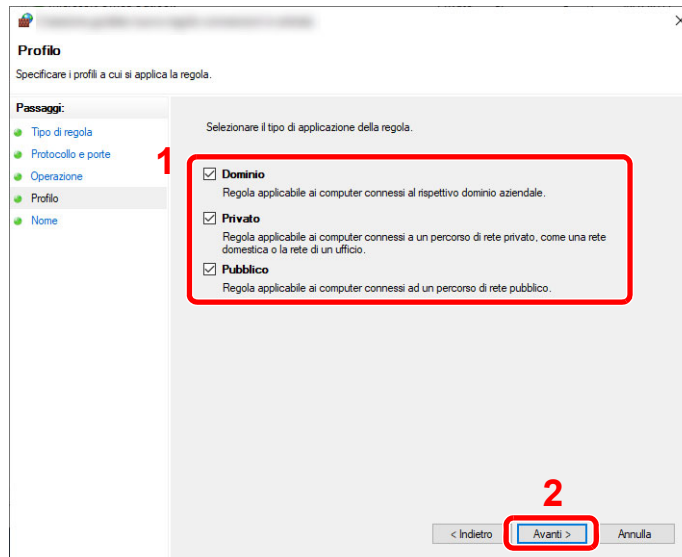 Profilo
Specificare i profili a cui si applica la regola.
Passaggi:
Tipo di regola
Protocollo e porte
Operazione
Profilo
Nome
Selezionare il tipo di applicazione della regola.
1
Dominio
Regola applicabile ai computer connessi al rispettivo dominio aziendale.
Privato
Regola applicabile ai computer connessi a un percorso di rete privato, come una rete
domestica o la rete di un ufficio.
Pubblico
Regola applicabile ai computer connessi ad un percorso di rete pubblico.
2
< Indietro
Avanti >
Annulla